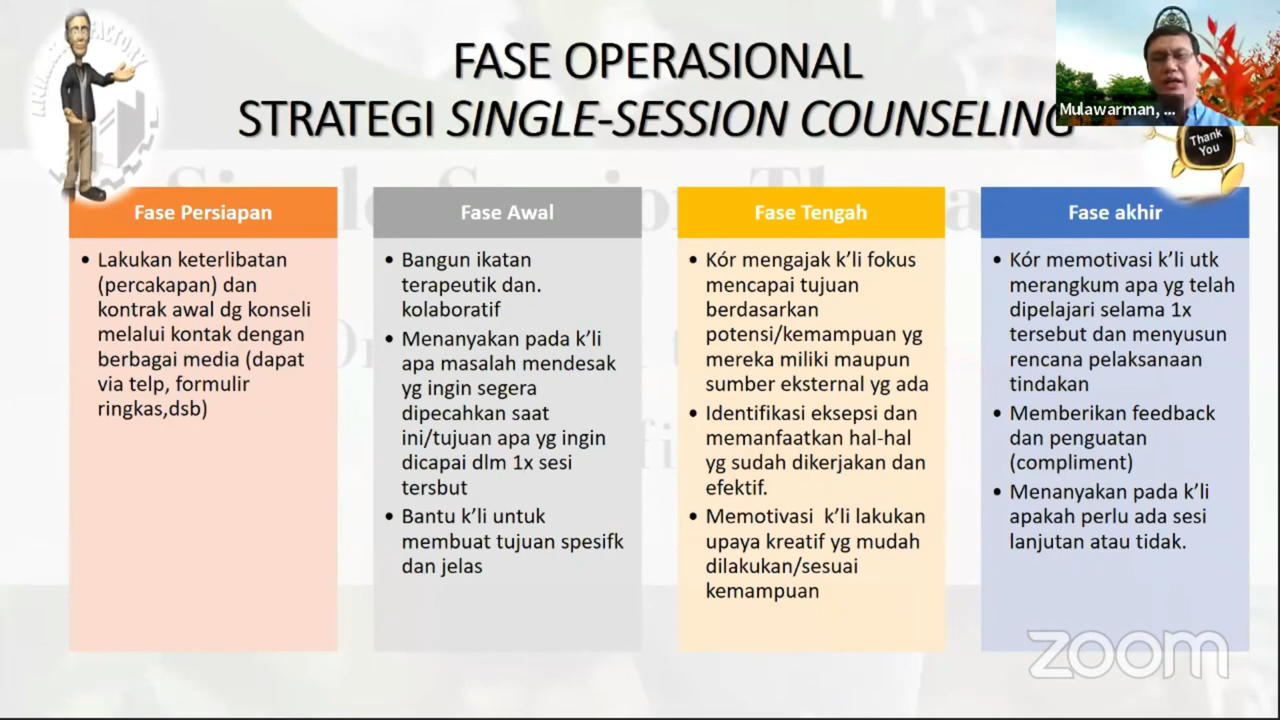 FASE OPERASIONAL
STRATEGI SINGLE-SESSION COUNSELING
Mulawarman, ...
Thank
You
Fase Persiapan
• Lakukan keterlibatan
(percakapan) dan
kontrak awal dg konseli
melalui kontak dengan
berbagai media (dapat
via telp, formulir
ringkas,dsb)
Fase Awal
• Bangun ikatan
terapeutik dan.
kolaboratif
• Menanyakan pada k’li
apa masalah mendesak
yg ingin segera
dipecahkan saat
ini/tujuan apa yg ingin
dicapai dlm 1x sesi
tersbut
• Bantu k’li untuk
membuat tujuan spesifk
dan jelas
Fase Tengah
• Kór mengajak k’li fokus
mencapai tujuan
berdasarkan
potensi/kemampuan yg
mereka miliki maupun
sumber eksternal yg ada
• Identifikasi eksepsi dan
memanfaatkan hal-hal
yg sudah dikerjakan dan
efektif.
• Memotivasi k’li lakukan
upaya kreatif yg mudah
dilakukan/sesuai
kemampuan
Fase akhir
• Kór memotivasi k’li utk
merangkum apa yg telah
dipelajari selama 1x
tersebut dan menyusun
rencana pelaksanaan
tindakan
• Memberikan feedback
dan penguatan
(compliment)
• Menanyakan pada k’li
apakah perlu ada sesi
lanjutan atau tidak.
zoom